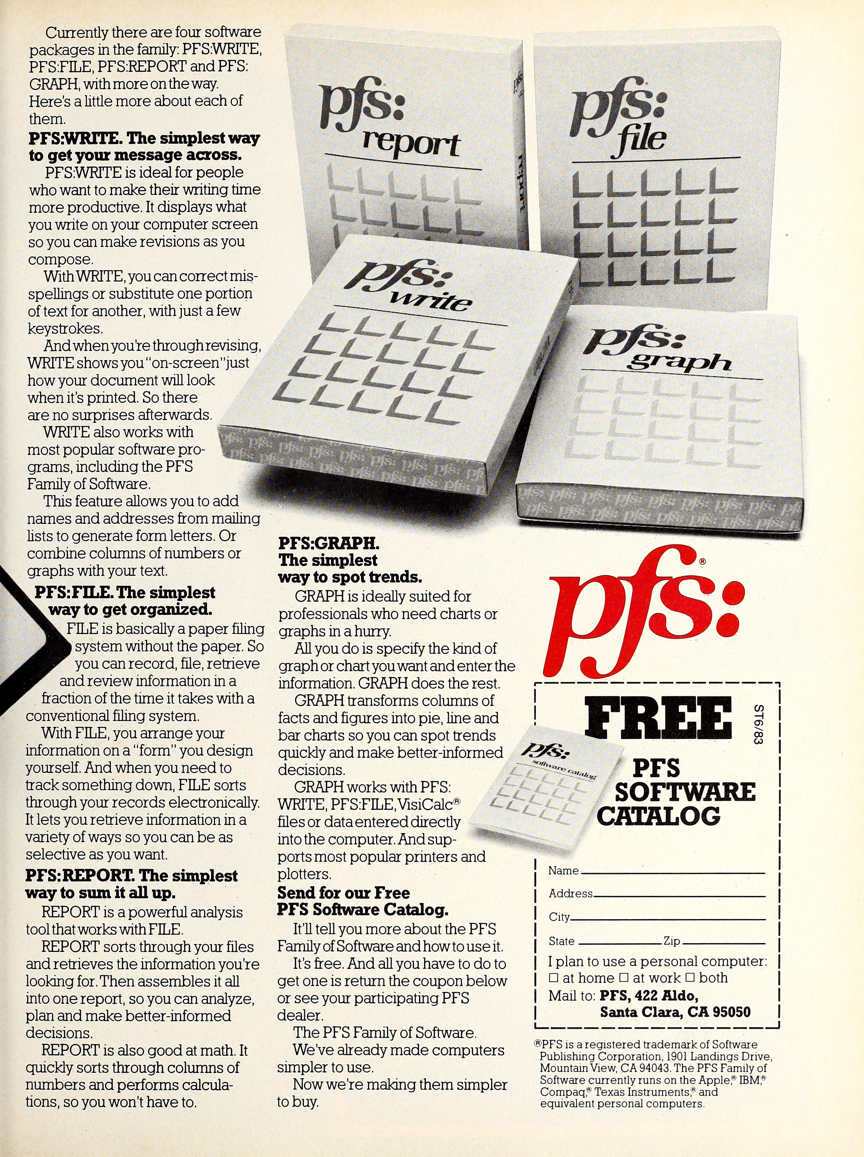 Currently there are four software
packages in the family: PFS:WRITE,
PFS:FILE, PFS:REPORT and PFS:
GRAPH, with more on the way.
Here's a little more about each of
them.
PFS:WRITE. The simplest way
to get your message across.
PFS:WRITE is ideal for people
who want to make their writing time
more productive. It displays what
you write on your computer screen
so you can make revisions as you
compose.
With WRITE, you can correct mis-
spellings or substitute one portion
of text for another, with just a few
keystrokes.
And when you're through revising,
WRITE shows you "on-screen" just
how your document will look
when it's printed. So there
are no surprises afterwards.
WRITE also works with
most popular software pro-
grams, including the PFS
Family of Software.
This feature allows you to add
names and addresses from mailing
lists to generate form letters. Or
combine columns of numbers or
graphs with your text.
PFS:FILE. The simplest
way to get organized.
FILE is basically a paper filing
system without the paper. So
you can record, file, retrieve
and review information in a
fraction of the time it takes with a
conventional filing system.
With FILE, you arrange your
information on a "form" you design
yourself. And when you need to
track something down, FILE sorts
through your records electronically.
It lets you retrieve information in a
variety of ways so you can be as
selective as you want.
PFS:REPORT. The simplest
way to sum it all up.
REPORT is a powerful analysis
tool that works with FILE.
REPORT sorts through your files
and retrieves the information you're
looking for. Then assembles it all
into one report, so you can analyze,
plan and make better-informed
decisions.
REPORT is also good at math. It
quickly sorts through columns of
numbers and performs calcula-
tions, so you won't have to.
pfs:
report
report
pfs:
file
pfs:
write
pfs: pfs: pfs: pfs: pfs: pfs:
pfs:
graph
pfs: pfs: pfs: pfs: pfs: pfs:
PFS:GRAPH.
The simplest
way to spot trends.
GRAPH is ideally suited for
professionals who need charts or
graphs in a hurry.
All you do is specify the kind of
graph or chart you want and enter the
information. GRAPH does the rest.
GRAPH transforms columns of
facts and figures into pie, line and
bar charts so you can spot trends
quickly and make better-informed
decisions.
GRAPH works with PFS:
WRITE, PFS:FILE, VisiCalc®
files or data entered directly
into the computer. And sup-
ports most popular printers and
plotters.
Send for our Free
PFS Software Catalog.
It'll tell you more about the PFS
Family of Software and how to use it.
It's free. And all you have to do to
get one is return the coupon below
or see your participating PFS
dealer.
The PFS Family of Software.
We've already made computers
simpler to use.
Now we're making them simpler
to buy.
pfs:®
FREE
ST6/83
pfs:
software catalog
PFS
SOFTWARE
CATALOG
Name
Address
City
State Zip
I plan to use a personal computer:
☐ at home ☐ at work ☐ both
Mail to: PFS, 422 Aldo,
Santa Clara, CA 95050
®PFS is a registered trademark of Software
Publishing Corporation, 1901 Landings Drive,
Mountain View, CA 94043. The PFS Family of
Software currently runs on the Apple,® IBM,®
Compaq,® Texas Instruments,® and
equivalent personal computers.